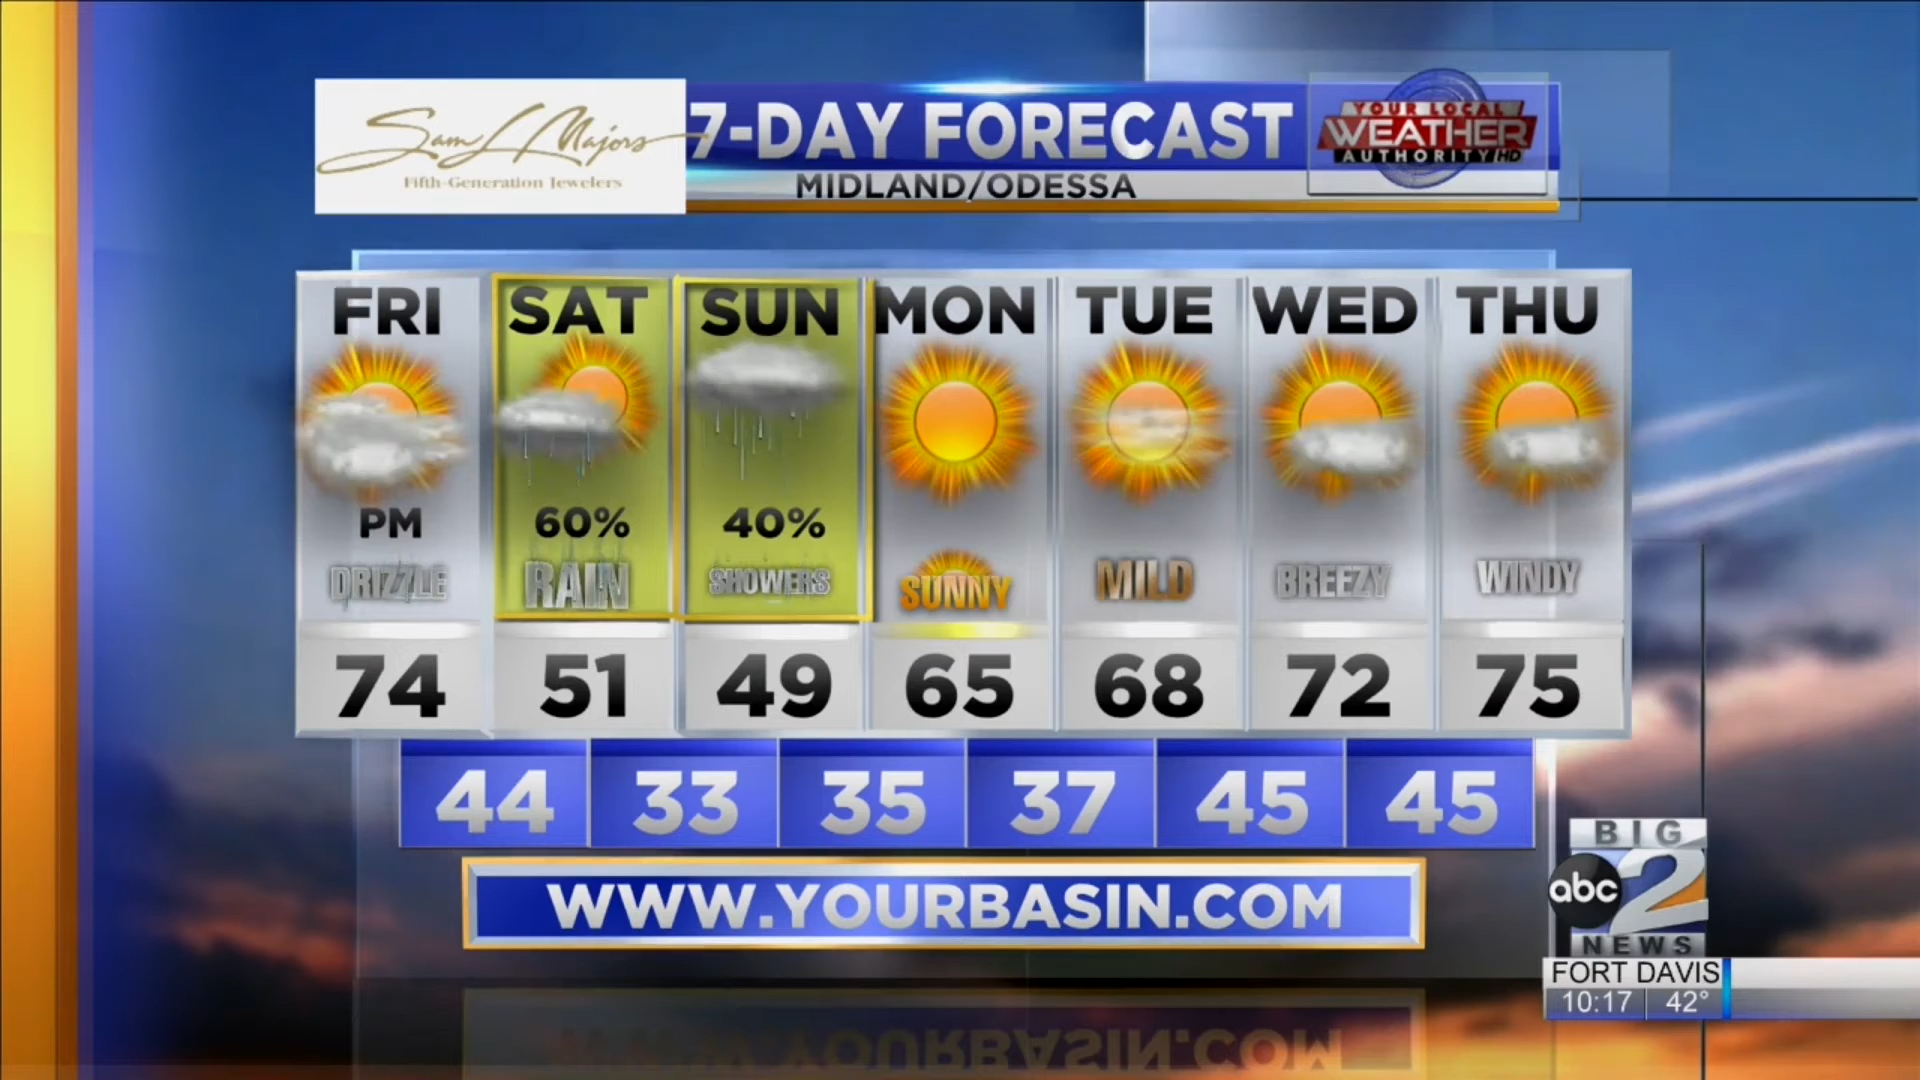 Sam L Majors
Fifth-Generation Jewelers
7-DAY FORECAST
MIDLAND/ODESSA
YOUR LOCAL
WEATHER
AUTHORITY HD
FRI SAT SUN MON TUE WED THU
PM 60% 40%
DRIZZLE RAIN SHOWERS SUNNY MILD BREEZY WINDY
74 51 49 65 68 72 75
44 33 35 37 45 45
WWW.YOURBASIN.COM
BIG
abc 2
NEWS
FORT DAVIS
10:17 42°
WWW.YOURBASIN.COM